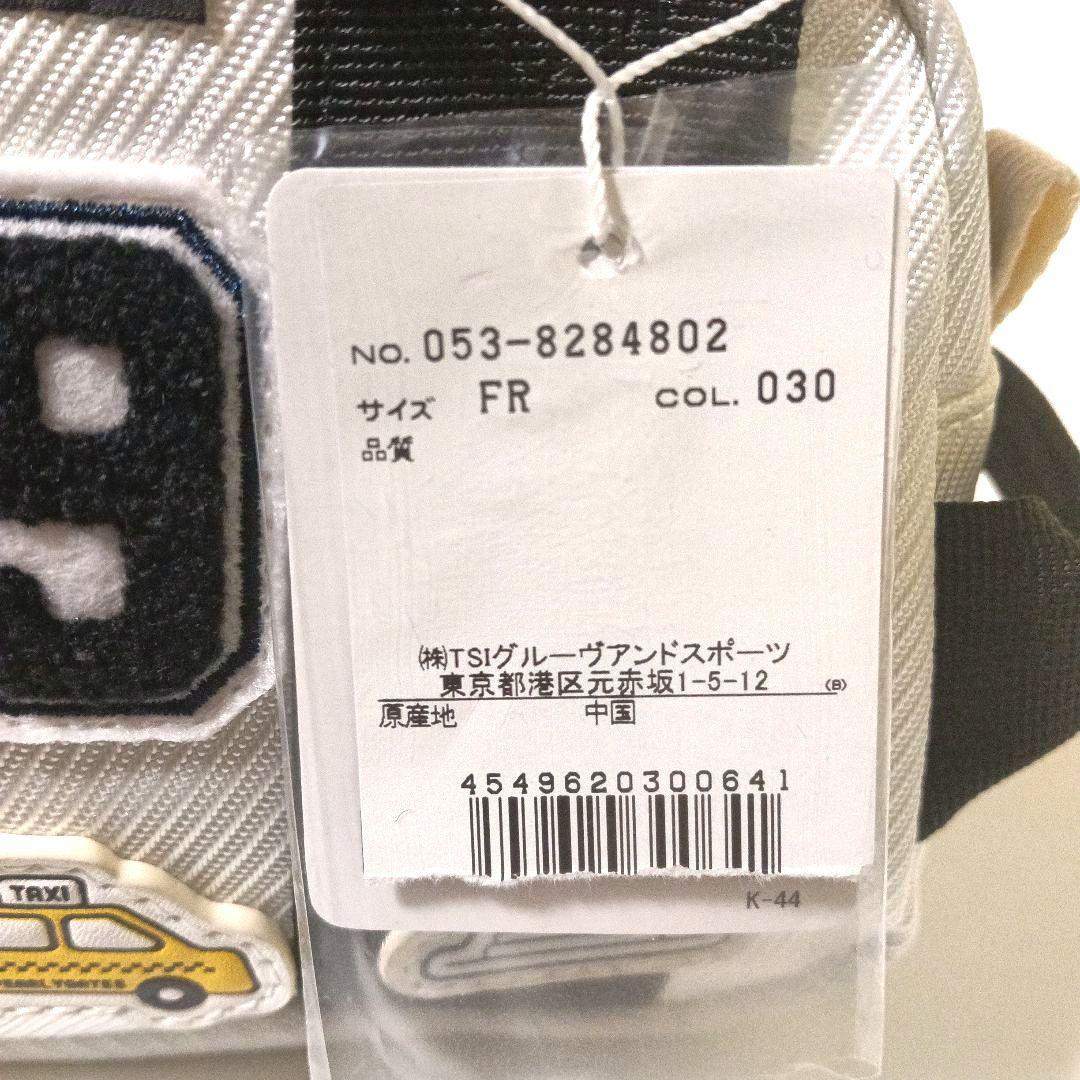 NO. 053-8284802
サイズ FR COL. 030
品質
㈱TSIグルーヴアンドスポーツ
東京都港区元赤坂1-5-12 (B)
原産地 中国
4549620300641
K-44
9
TAXI
PEARLYGATES